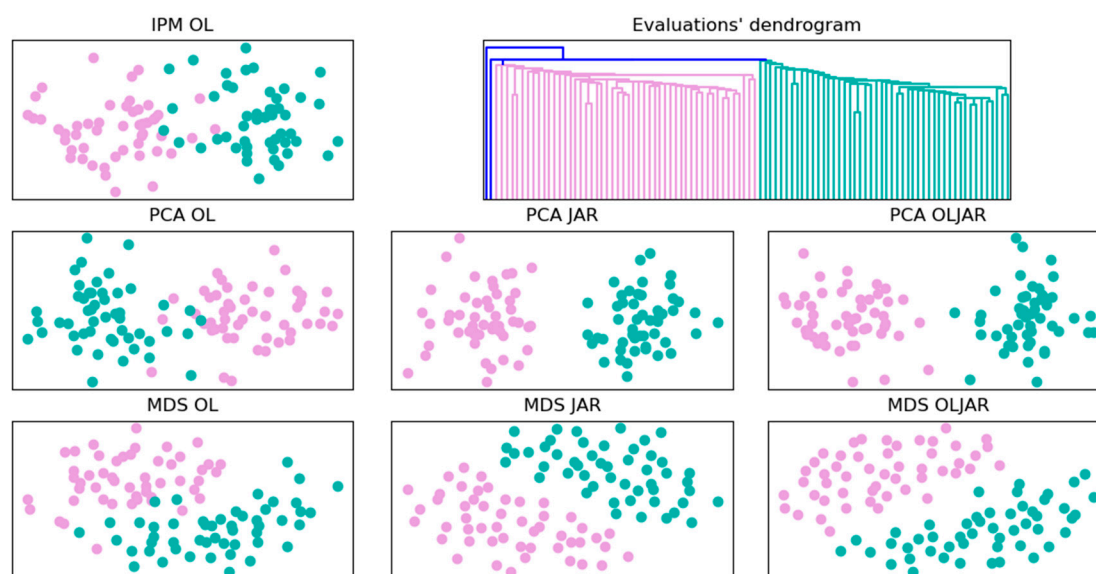 IPM OL
Evaluations' dendrogram
PCA OL
PCA JAR
PCA OLJAR
MDS OL
MDS JAR
MDS OLJAR